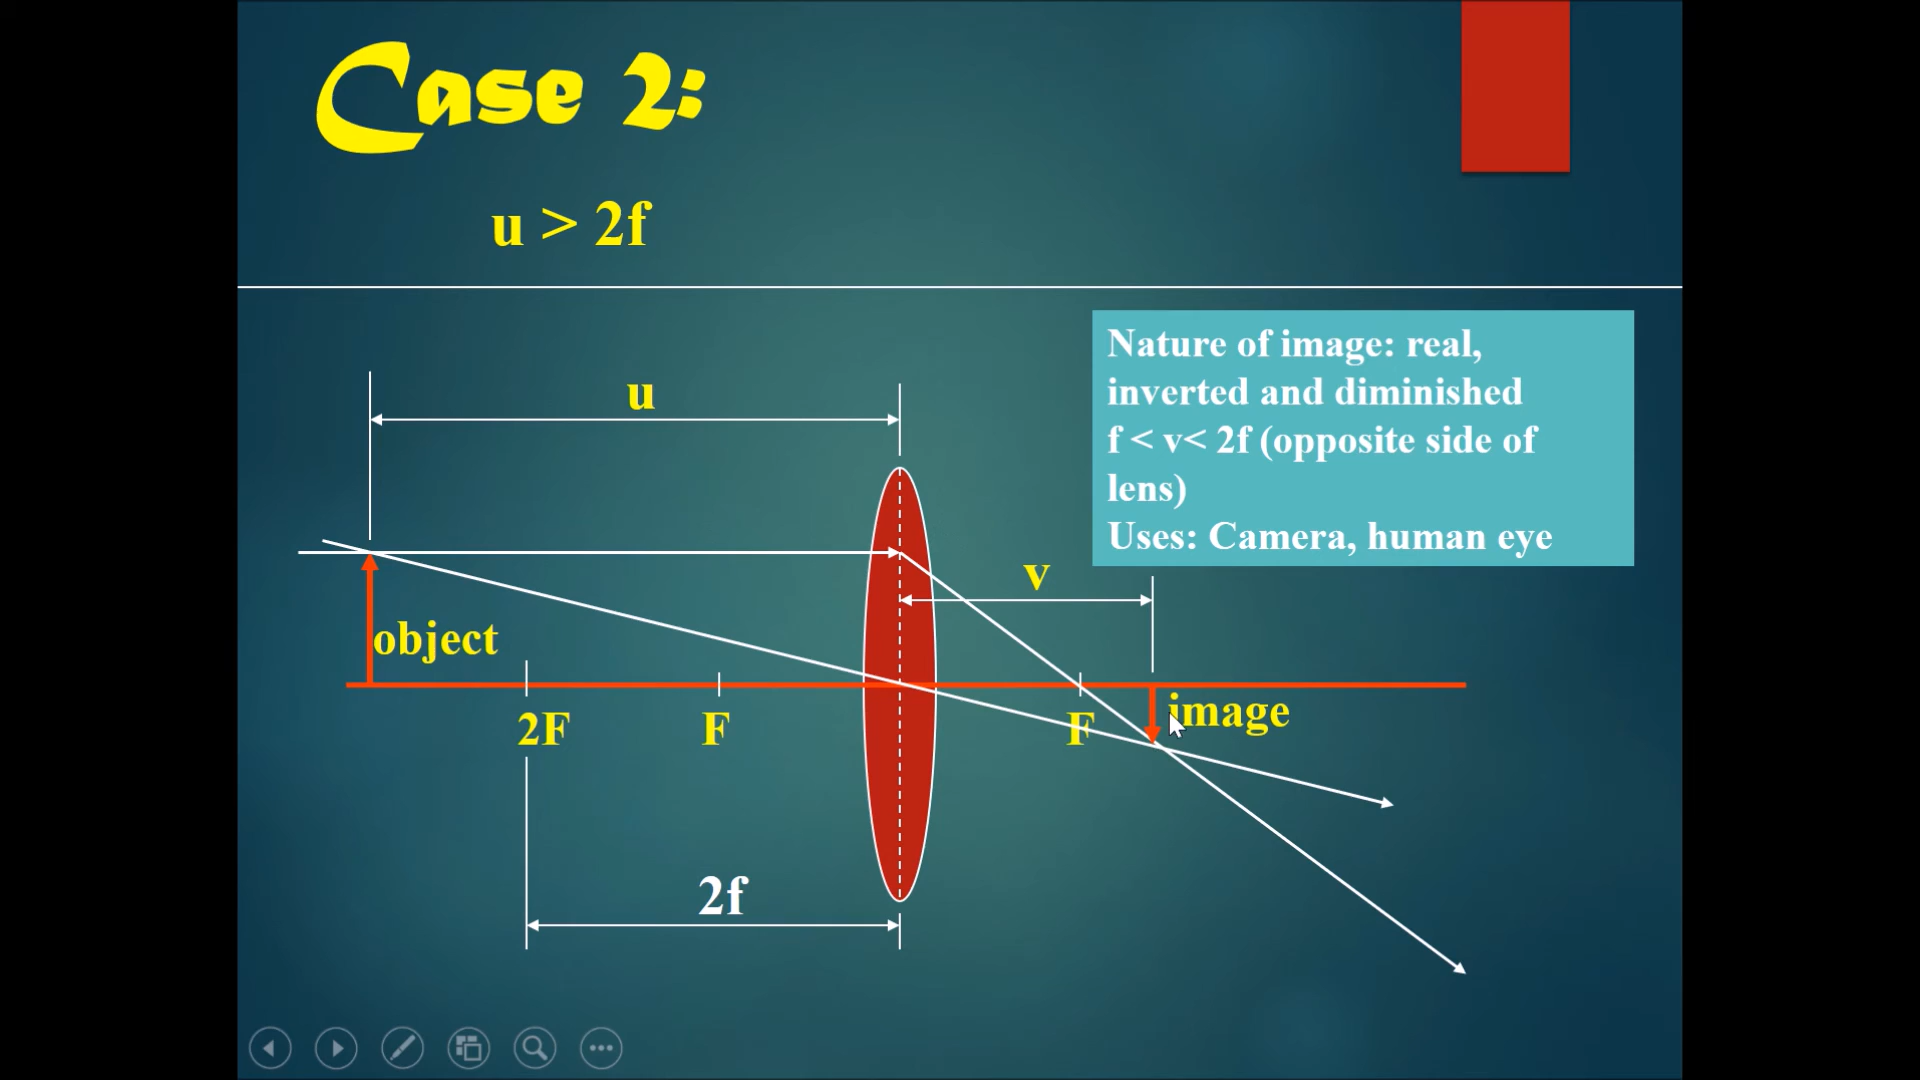 Case 2:
u > 2f
Nature of image: real,
inverted and diminished
f < v< 2f (opposite side of
lens)
Uses: Camera, human eye
u
v
object
image
2F
F
F
2f